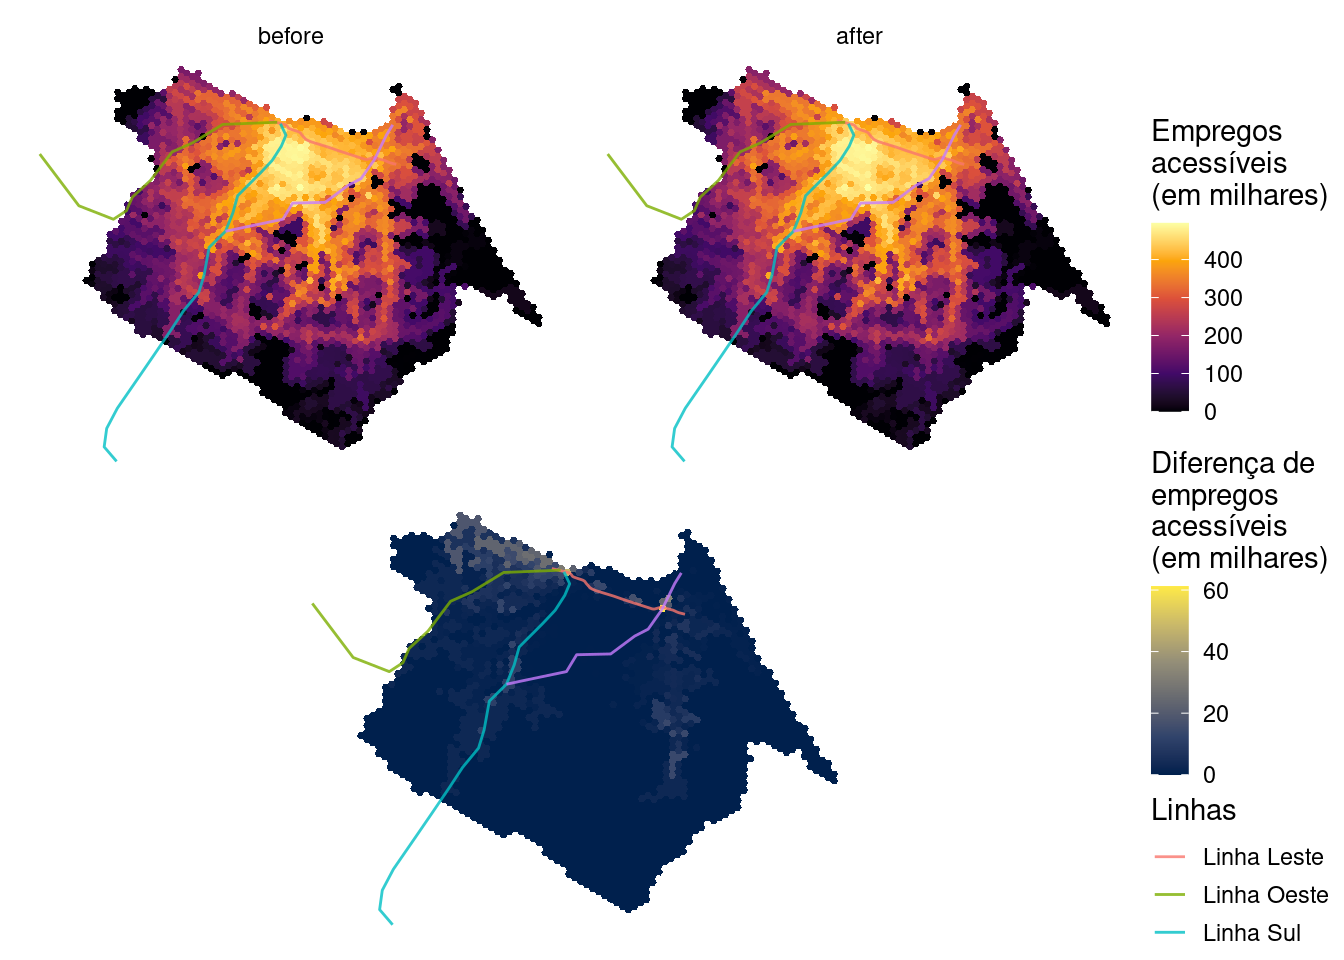 before
after
Empregos
acessíveis
(em milhares)
400
300
200
100
0
Diferença de
empregos
acessíveis
(em milhares)
60
40
20
0
Linhas
Linha Leste
Linha Oeste
Linha Sul